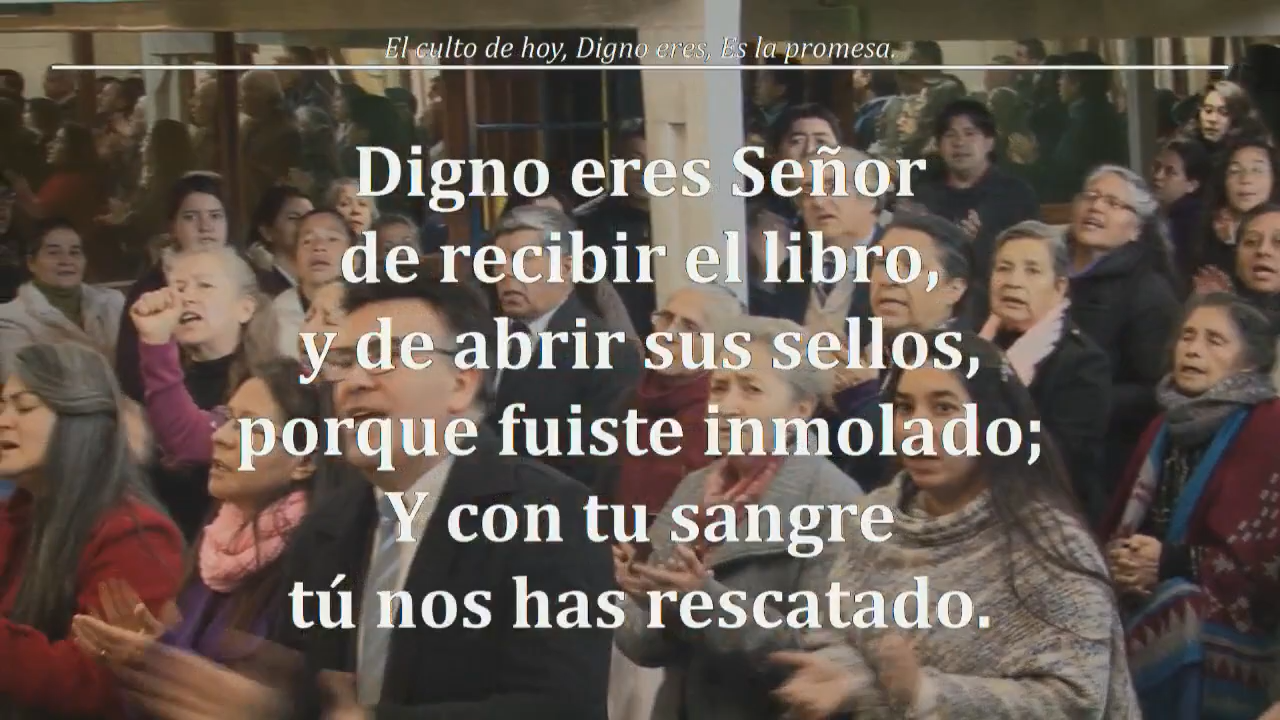 El culto de hoy, Digno eres, Es la promesa.
Digno eres Señor
de recibir el libro,
y de abrir sus sellos,
porque fuiste inmolado;
Y con tu sangre
tú nos has rescatado.